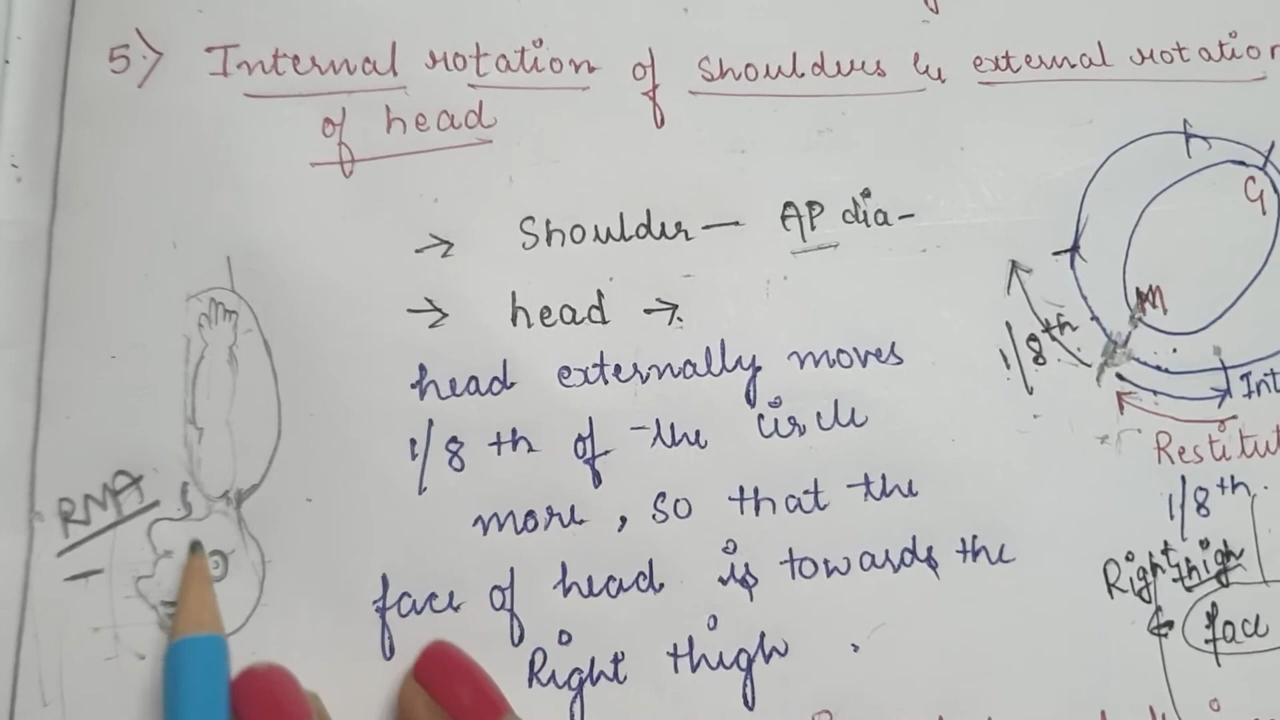 5) Internal rotation of shoulders & external rotation
of head
→ Shoulder — AP dia-
→ head →
head externally moves
1/8 th of the circle
more, so that the
face of head is towards the
Right thigh .
RMA
G
M
1/8th
Int
Restitut
1/8th.
Right thigh
face